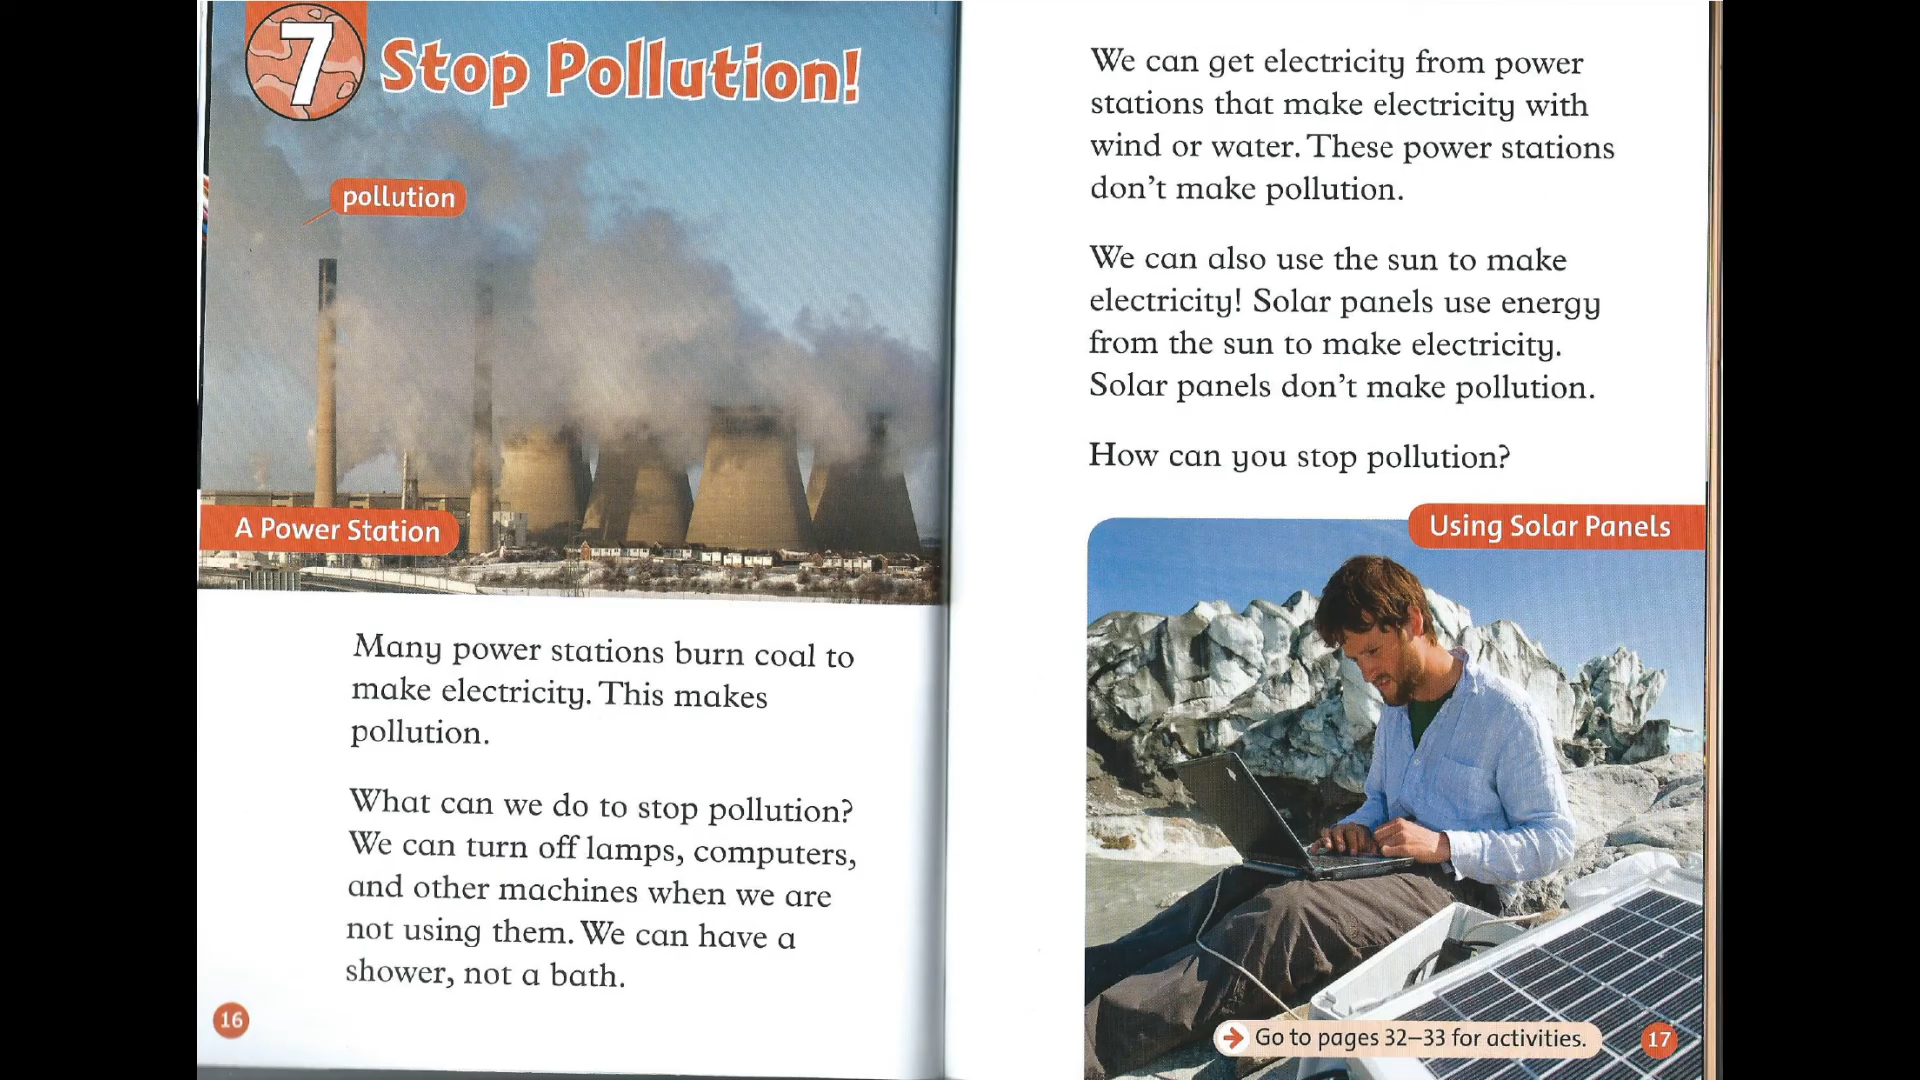 7
Stop Pollution!
pollution
A Power Station
Many power stations burn coal to
make electricity. This makes
pollution.
What can we do to stop pollution?
We can turn off lamps, computers,
and other machines when we are
not using them. We can have a
shower, not a bath.
16
We can get electricity from power
stations that make electricity with
wind or water. These power stations
don't make pollution.
We can also use the sun to make
electricity! Solar panels use energy
from the sun to make electricity.
Solar panels don't make pollution.
How can you stop pollution?
Using Solar Panels
Go to pages 32–33 for activities.
17